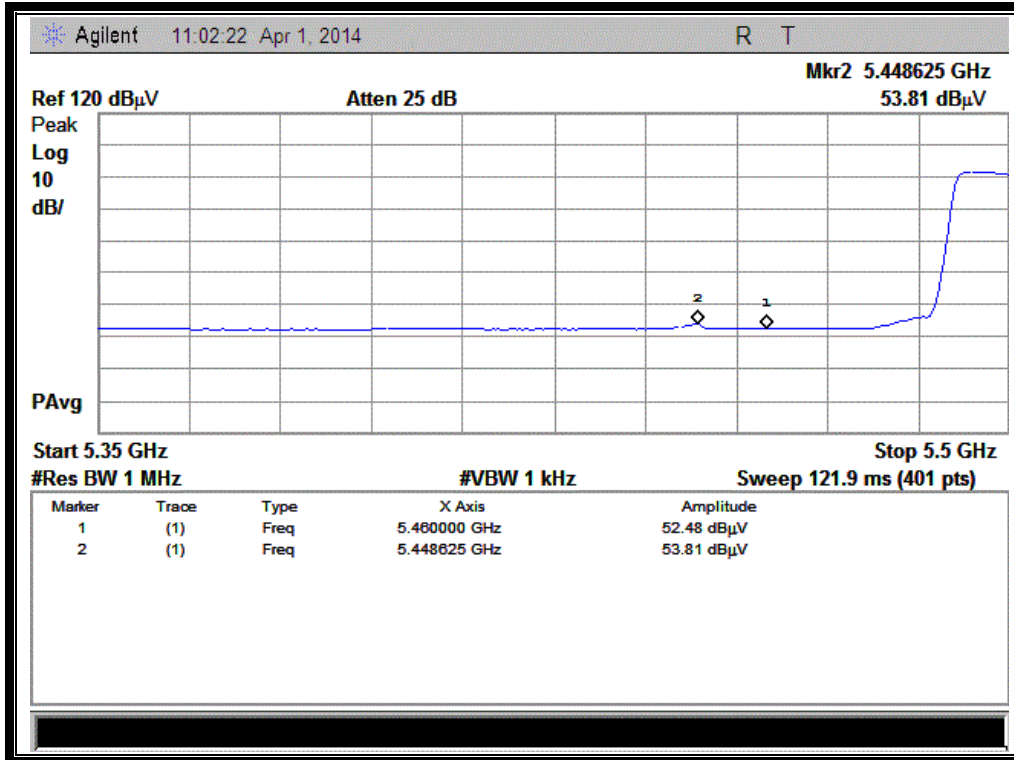 Agilent 11:02:22 Apr 1, 2014 R T
Mkr2 5.448625 GHz
Ref 120 dBµV Atten 25 dB 53.81 dBµV
Peak
Log
10
dB/
2 1
PAvg
Start 5.35 GHz Stop 5.5 GHz
#Res BW 1 MHz #VBW 1 kHz Sweep 121.9 ms (401 pts)
Marker Trace Type X Axis Amplitude
1 (1) Freq 5.460000 GHz 52.48 dBµV
2 (1) Freq 5.448625 GHz 53.81 dBµV